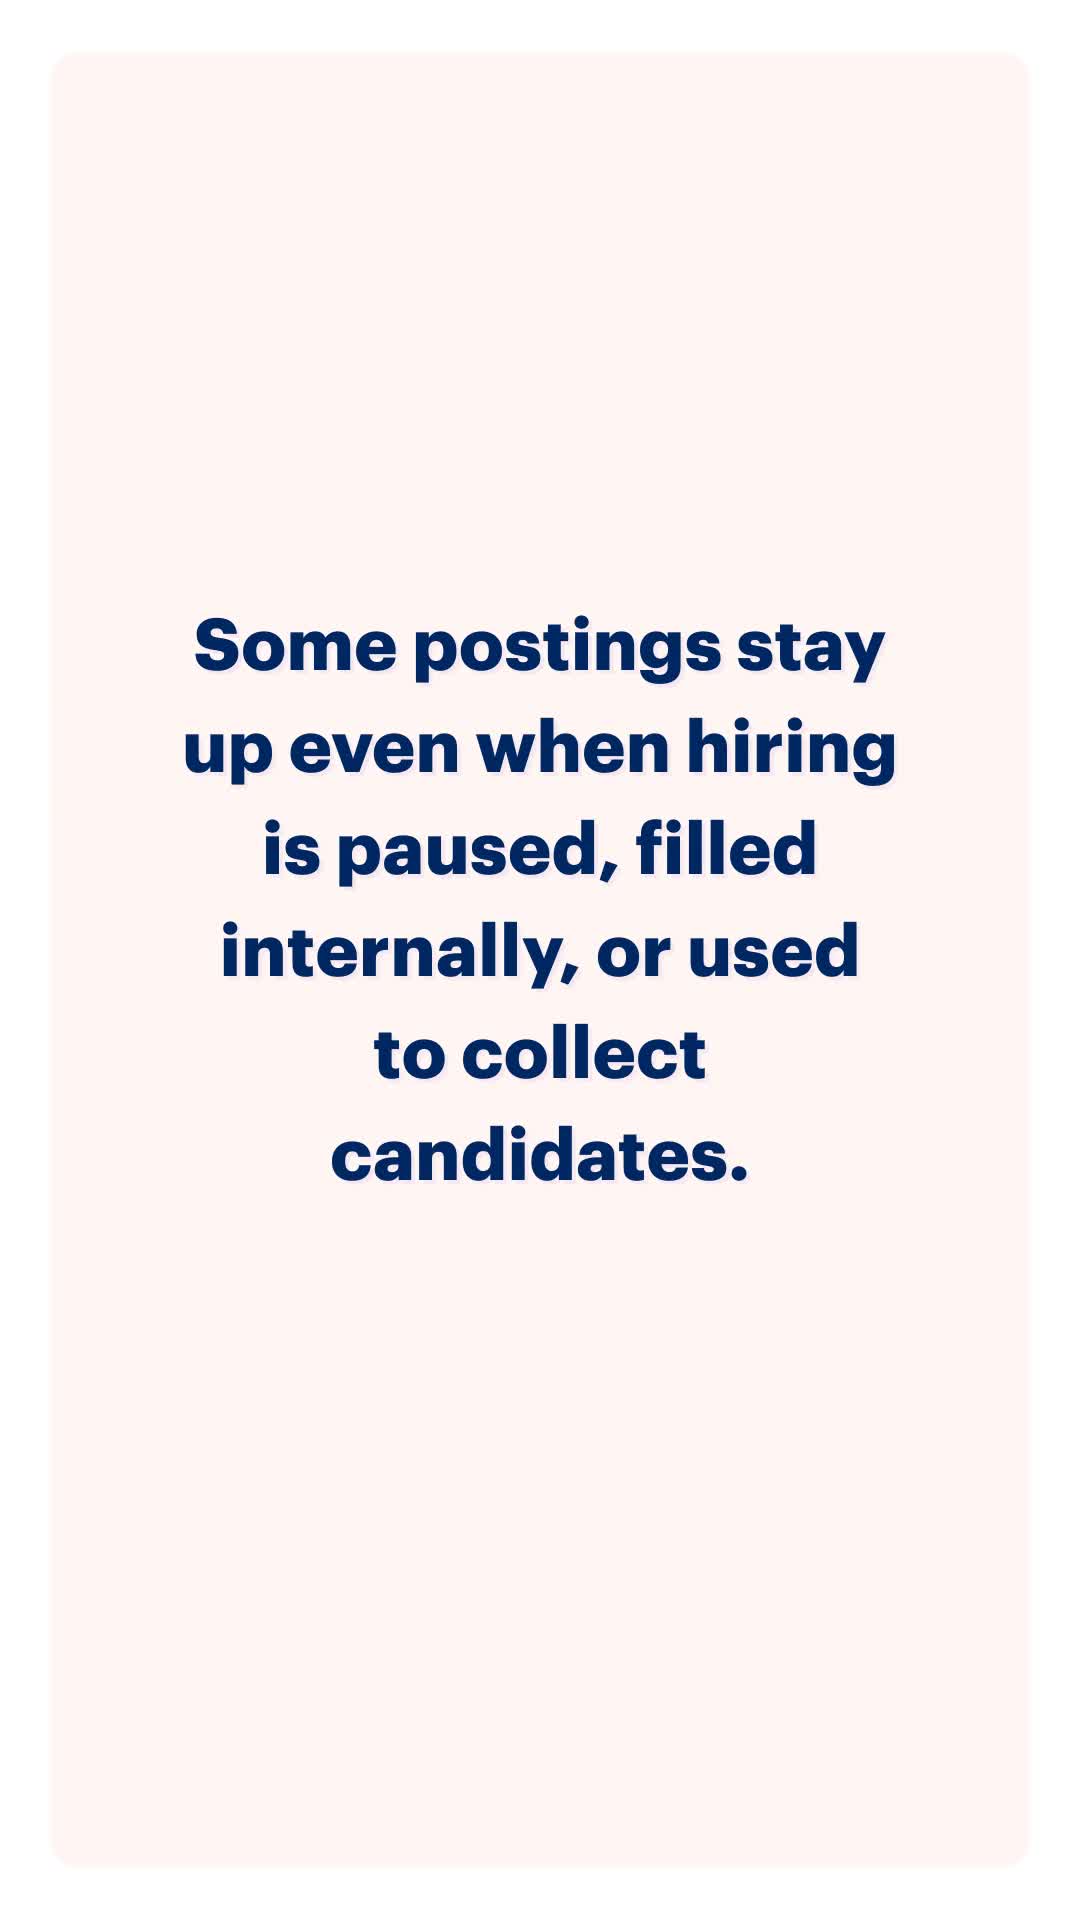 Some postings stay
up even when hiring
is paused, filled
internally, or used
to collect
candidates.